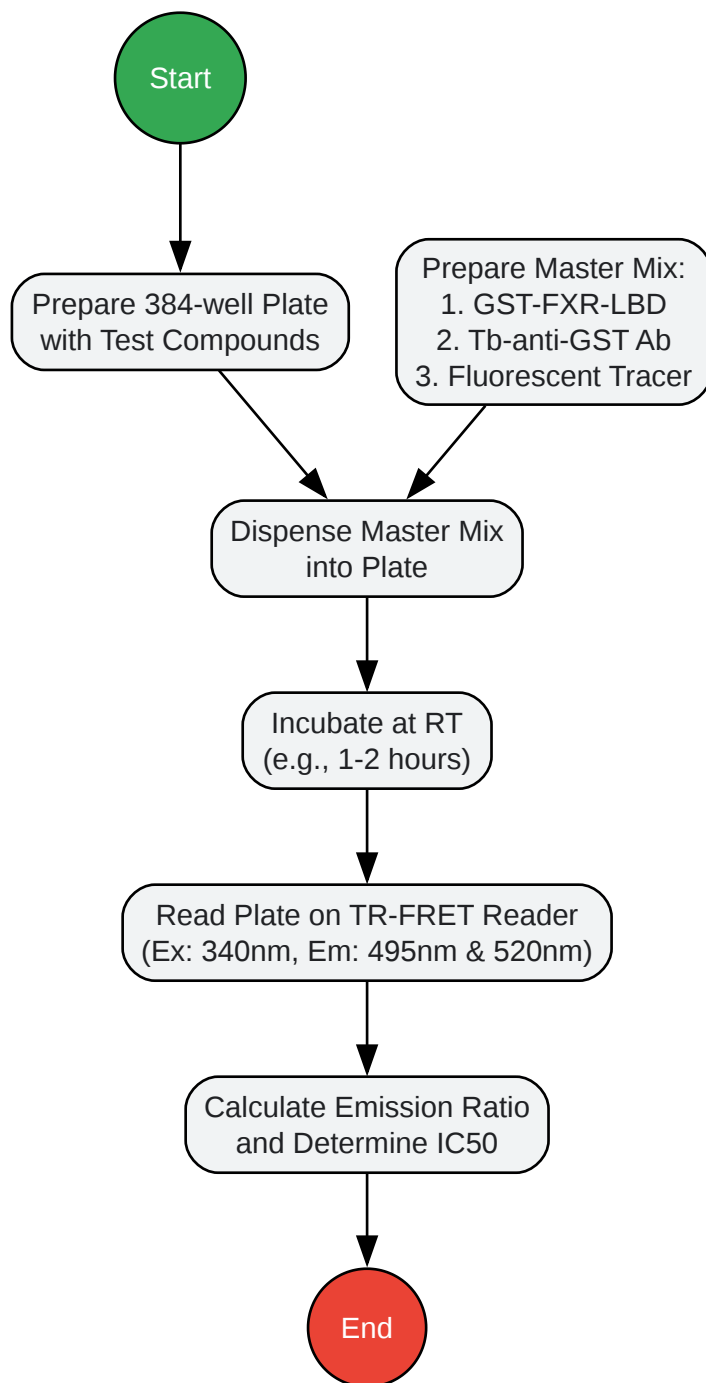 Start
Prepare 384-well Plate
with Test Compounds
Prepare Master Mix:
1. GST-FXR-LBD
2. Tb-anti-GST Ab
3. Fluorescent Tracer
Dispense Master Mix
into Plate
Incubate at RT
(e.g., 1-2 hours)
Read Plate on TR-FRET Reader
(Ex: 340nm, Em: 495nm & 520nm)
Calculate Emission Ratio
and Determine IC50
End